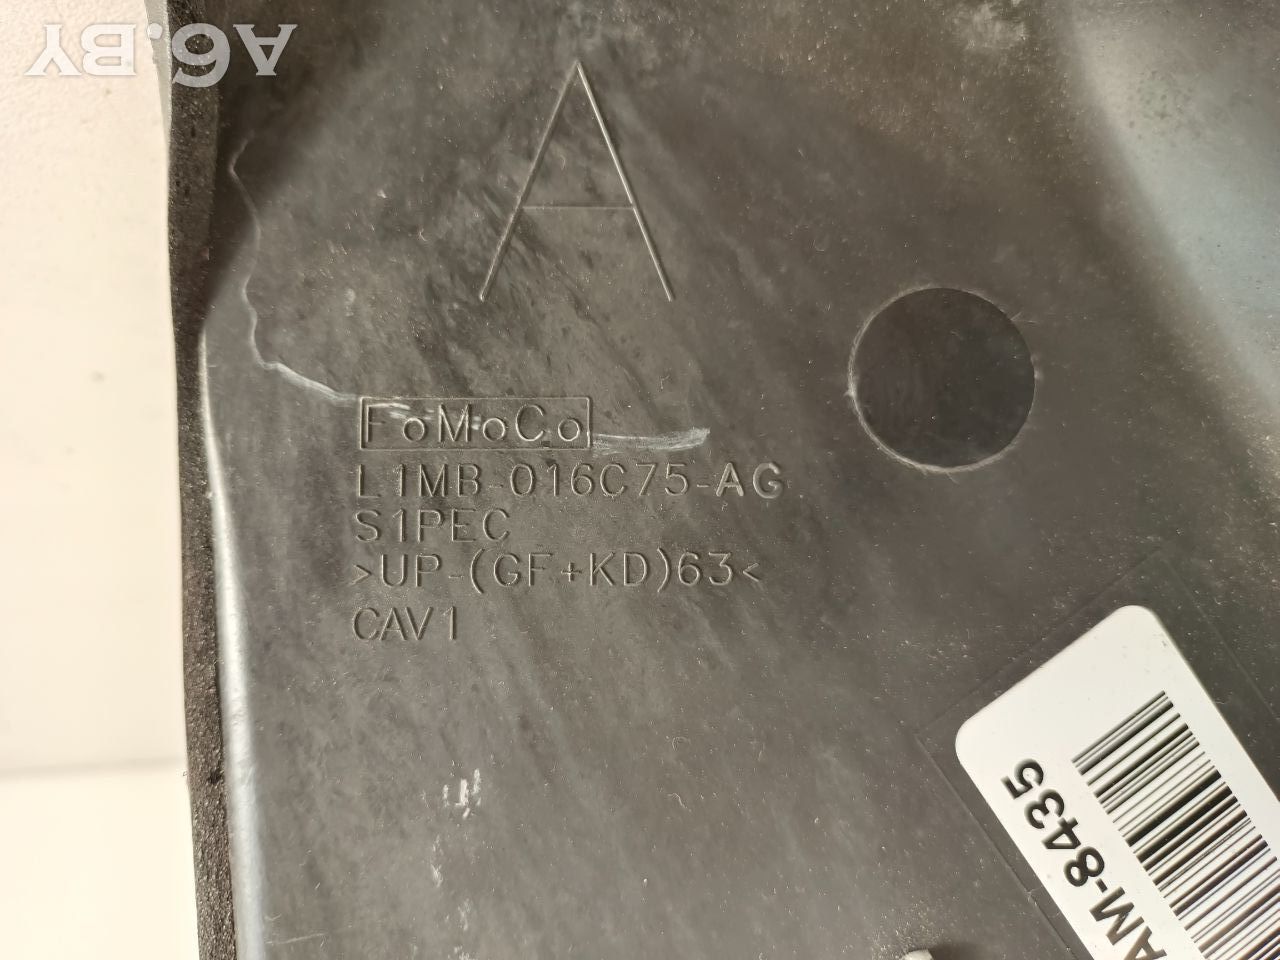 A6.BY
A
FoMoCo
L1MB-016C75-AG
S1PEC
>UP-(GF+KD)63<
CAV1
AM-8435